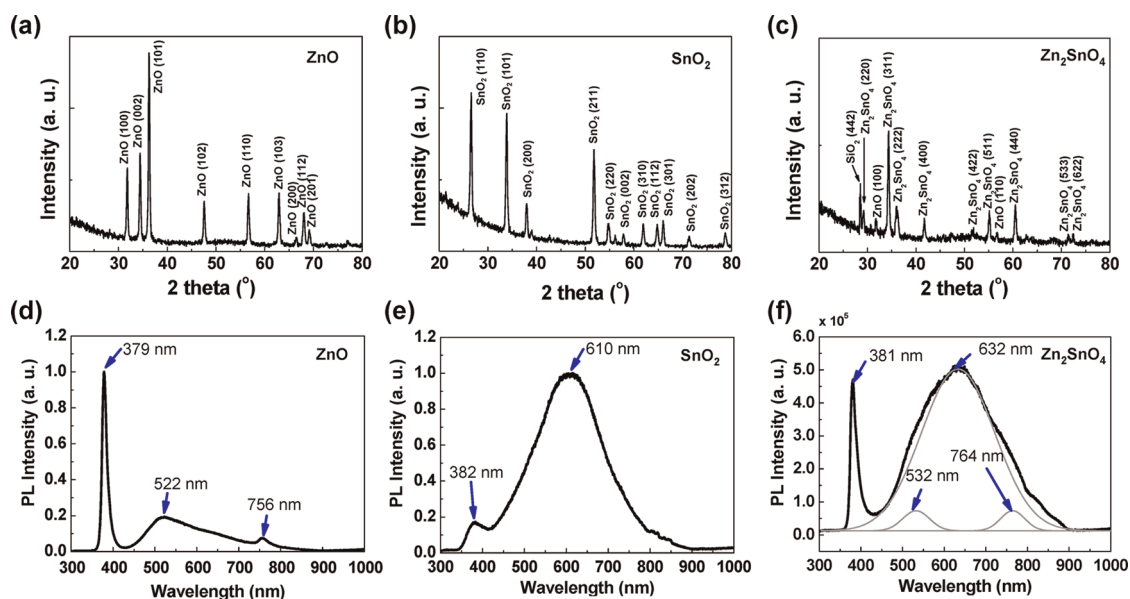 (a)
ZnO
Intensity (a. u.)
ZnO (100)
ZnO (002)
ZnO (101)
ZnO (102)
ZnO (110)
ZnO (103)
ZnO (200)
ZnO (112)
ZnO (201)
20 30 40 50 60 70 80
2 theta (°)
(b)
SnO2
Intensity (a. u.)
SnO2 (110)
SnO2 (101)
SnO2 (200)
SnO2 (211)
SnO2 (220)
SnO2 (002)
SnO2 (310)
SnO2 (112)
SnO2 (301)
SnO2 (202)
SnO2 (312)
20 30 40 50 60 70 80
2 theta (°)
(c)
Zn2SnO4
Intensity (a. u.)
SiO2 (442)
Zn2SnO4 (220)
ZnO (100)
Zn2SnO4 (311)
Zn2SnO4 (222)
Zn2SnO4 (400)
Zn2SnO4 (422)
Zn2SnO4 (511)
ZnO (110)
Zn2SnO4 (440)
Zn2SnO4 (533)
Zn2SnO4 (622)
20 30 40 50 60 70 80
2 theta (°)
(d)
ZnO
PL Intensity (a. u.)
1.2
1.0
0.8
0.6
0.4
0.2
0.0
379 nm
522 nm
756 nm
300 400 500 600 700 800 900 1000
Wavelength (nm)
(e)
SnO2
PL Intensity (a. u.)
1.2
1.0
0.8
0.6
0.4
0.2
0.0
610 nm
382 nm
300 400 500 600 700 800 900 1000
Wavelength (nm)
(f)
x 10⁵
Zn2SnO4
PL Intensity (a. u.)
6.0
5.0
4.0
3.0
2.0
1.0
0.0
381 nm
632 nm
532 nm
764 nm
300 400 500 600 700 800 900 1000
Wavelength (nm)